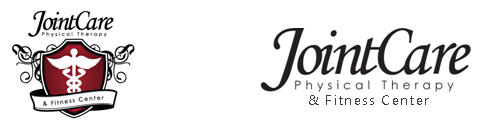 JointCare
Physical Therapy
& Fitness Center
JointCare
Physical Therapy
& Fitness Center